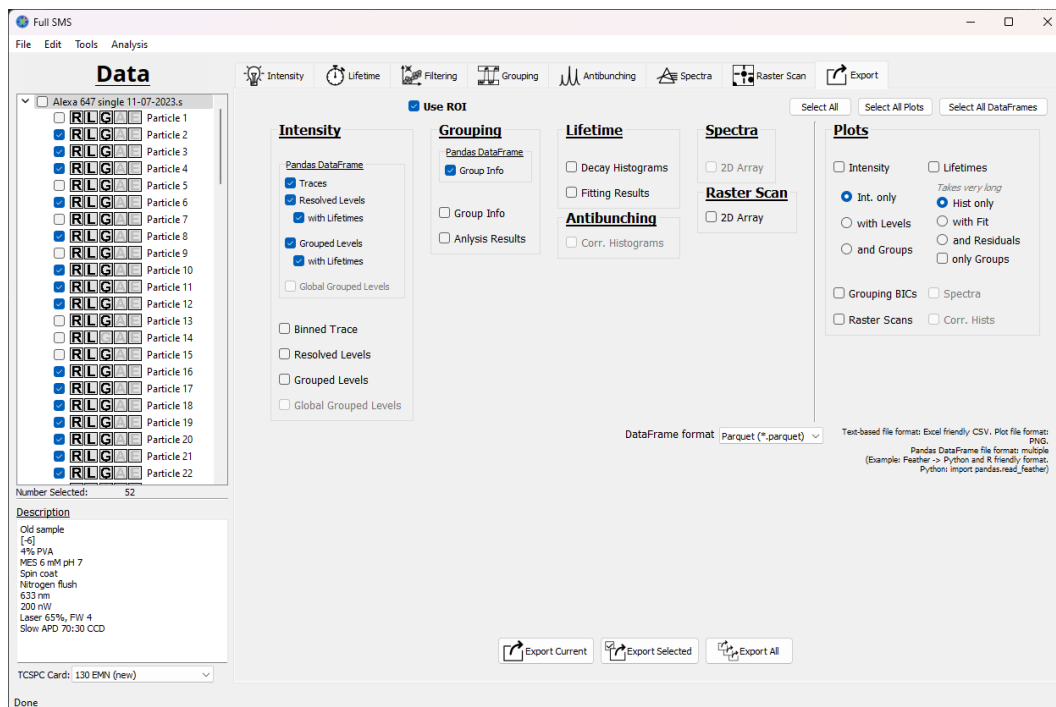 Full SMS
File Edit Tools Analysis
Data
Intensity Lifetime Filtering Grouping Antibunching Spectra Raster Scan Export
Alexa 647 single 11-07-2023.s
R L G A E Particle 1
R L G A E Particle 2
R L G A E Particle 3
R L G A E Particle 4
R L G A E Particle 5
R L G A E Particle 6
R L G A E Particle 7
R L G A E Particle 8
R L G A E Particle 9
R L G A E Particle 10
R L G A E Particle 11
R L G A E Particle 12
R L G A E Particle 13
R L G A E Particle 14
R L G A E Particle 15
R L G A E Particle 16
R L G A E Particle 17
R L G A E Particle 18
R L G A E Particle 19
R L G A E Particle 20
R L G A E Particle 21
R L G A E Particle 22
Number Selected: 52
Description
Old sample
[-6]
4% PVA
MES 6 mM pH 7
Spin coat
Nitrogen flush
633 nm
200 nW
Laser 65%, FW 4
Slow APD 70:30 CCD
TCSPC Card: 130 EMN (new)
Done
Use ROI
Select All Select All Plots Select All DataFrames
Intensity
Pandas DataFrame
Traces
Resolved Levels
with Lifetimes
Grouped Levels
with Lifetimes
Global Grouped Levels
Binned Trace
Resolved Levels
Grouped Levels
Global Grouped Levels
Grouping
Pandas DataFrame
Group Info
Group Info
Anlysis Results
Lifetime
Decay Histograms
Fitting Results
Antibunching
Corr. Histograms
Spectra
2D Array
Raster Scan
2D Array
Plots
Intensity Lifetimes
Takes very long
Int. only Hist only
with Levels with Fit
and Groups and Residuals
only Groups
Grouping BICs Spectra
Raster Scans Corr. Hists
DataFrame format Parquet (*.parquet)
Text-based file format: Excel friendly CSV. Plot file format:
PNG.
Pandas DataFrame file format: multiple
(Example: Feather -> Python and R friendly format.
Python: import pandas.read_feather)
Export Current Export Selected Export All